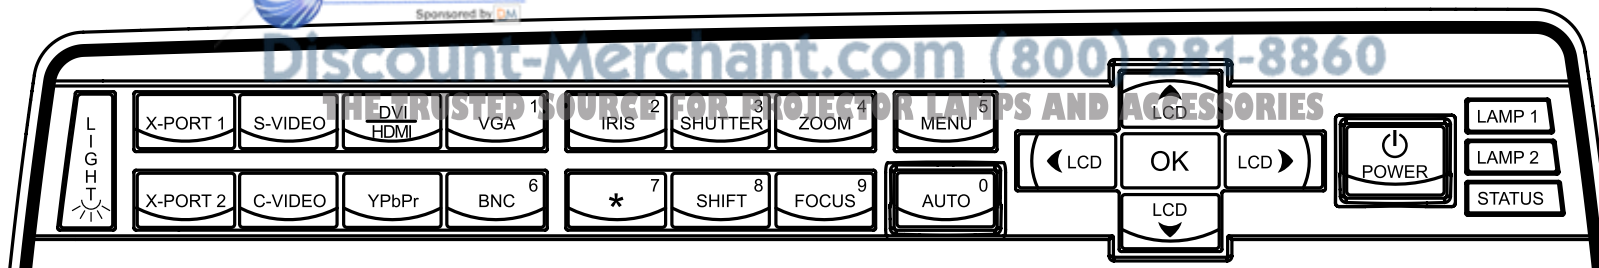 Sponsored by DM
Discount-Merchant.com (800) 281-8860
THE TRUSTED SOURCE FOR PROJECTOR LAMPS AND ACCESSORIES
LIGHT
X-PORT 1
S-VIDEO
DVI
HDMI
1
VGA
2
IRIS
3
SHUTTER
4
ZOOM
5
MENU
X-PORT 2
C-VIDEO
YPbPr
6
BNC
7
*
8
SHIFT
9
FOCUS
0
AUTO
LCD
LCD
OK
LCD
LCD
POWER
LAMP 1
LAMP 2
STATUS